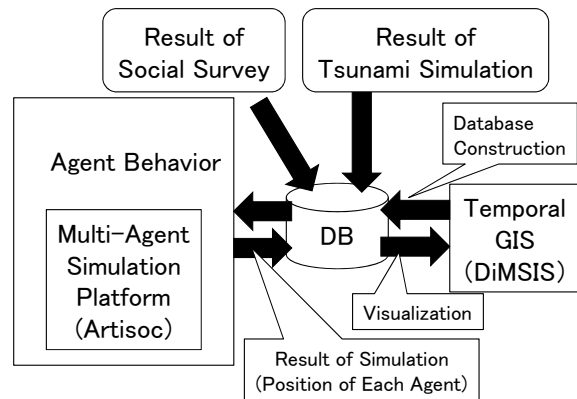 Result of
Social Survey
Result of
Tsunami Simulation
Database
Construction
Agent Behavior
Multi-Agent
Simulation
Platform
(Artisoc)
DB
Temporal
GIS
(DiMSIS)
Visualization
Result of Simulation
(Position of Each Agent)